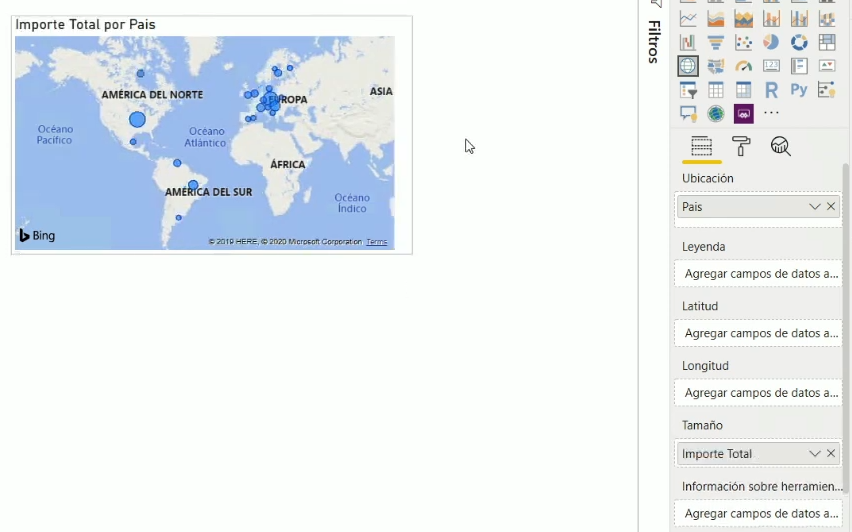 Importe Total por Pais
AMÉRICA DEL NORTE
EUROPA
ASIA
Océano
Pacífico
Océano
Atlántico
ÁFRICA
AMÉRICA DEL SUR
Océano
Índico
Bing
© 2019 HERE, © 2020 Microsoft Corporation Terms
Filtros
123
R
Py
Ubicación
Pais
Leyenda
Agregar campos de datos a...
Latitud
Agregar campos de datos a...
Longitud
Agregar campos de datos a...
Tamaño
Importe Total
Información sobre herramien...
Agregar campos de datos a...